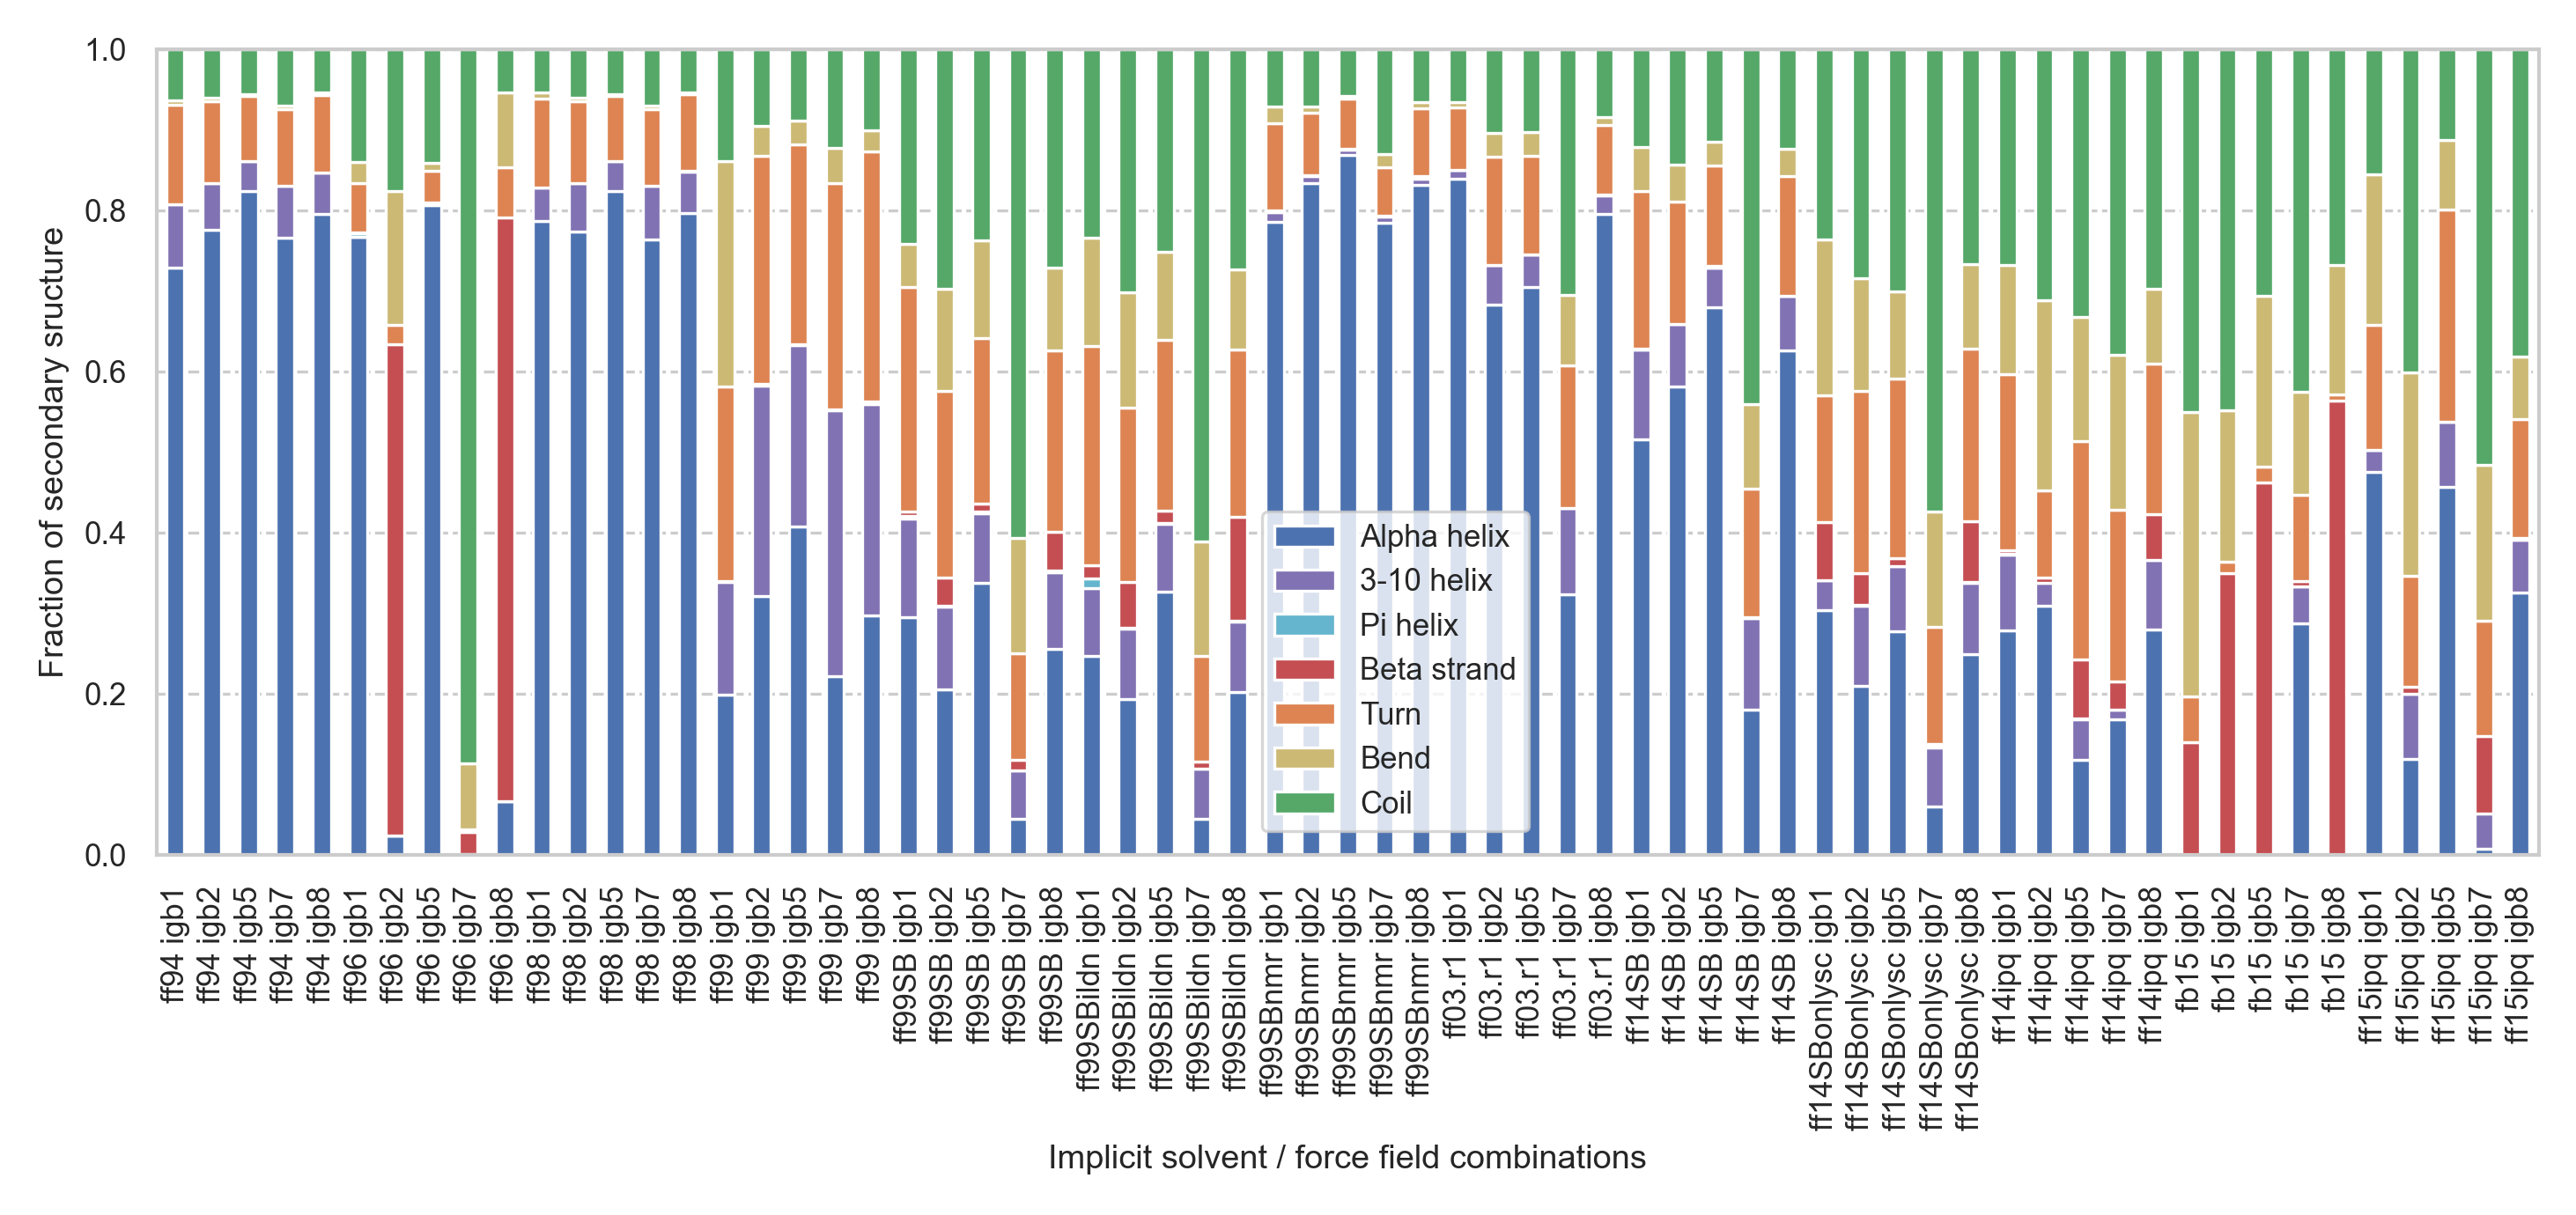 1.0
0.8
0.6
0.4
0.2
0.0
Fraction of secondary sructure
Alpha helix
3-10 helix
Pi helix
Beta strand
Turn
Bend
Coil
ff94 igb1
ff94 igb2
ff94 igb5
ff94 igb7
ff94 igb8
ff96 igb1
ff96 igb2
ff96 igb5
ff96 igb7
ff96 igb8
ff98 igb1
ff98 igb2
ff98 igb5
ff98 igb7
ff98 igb8
ff99 igb1
ff99 igb2
ff99 igb5
ff99 igb7
ff99 igb8
ff99SB igb1
ff99SB igb2
ff99SB igb5
ff99SB igb7
ff99SB igb8
ff99SBildn igb1
ff99SBildn igb2
ff99SBildn igb5
ff99SBildn igb7
ff99SBildn igb8
ff99SBnmr igb1
ff99SBnmr igb2
ff99SBnmr igb5
ff99SBnmr igb7
ff99SBnmr igb8
ff03.r1 igb1
ff03.r1 igb2
ff03.r1 igb5
ff03.r1 igb7
ff03.r1 igb8
ff14SB igb1
ff14SB igb2
ff14SB igb5
ff14SB igb7
ff14SB igb8
ff14SBonlysc igb1
ff14SBonlysc igb2
ff14SBonlysc igb5
ff14SBonlysc igb7
ff14SBonlysc igb8
ff14ipq igb1
ff14ipq igb2
ff14ipq igb5
ff14ipq igb7
ff14ipq igb8
fb15 igb1
fb15 igb2
fb15 igb5
fb15 igb7
fb15 igb8
ff15ipq igb1
ff15ipq igb2
ff15ipq igb5
ff15ipq igb7
ff15ipq igb8
Implicit solvent / force field combinations